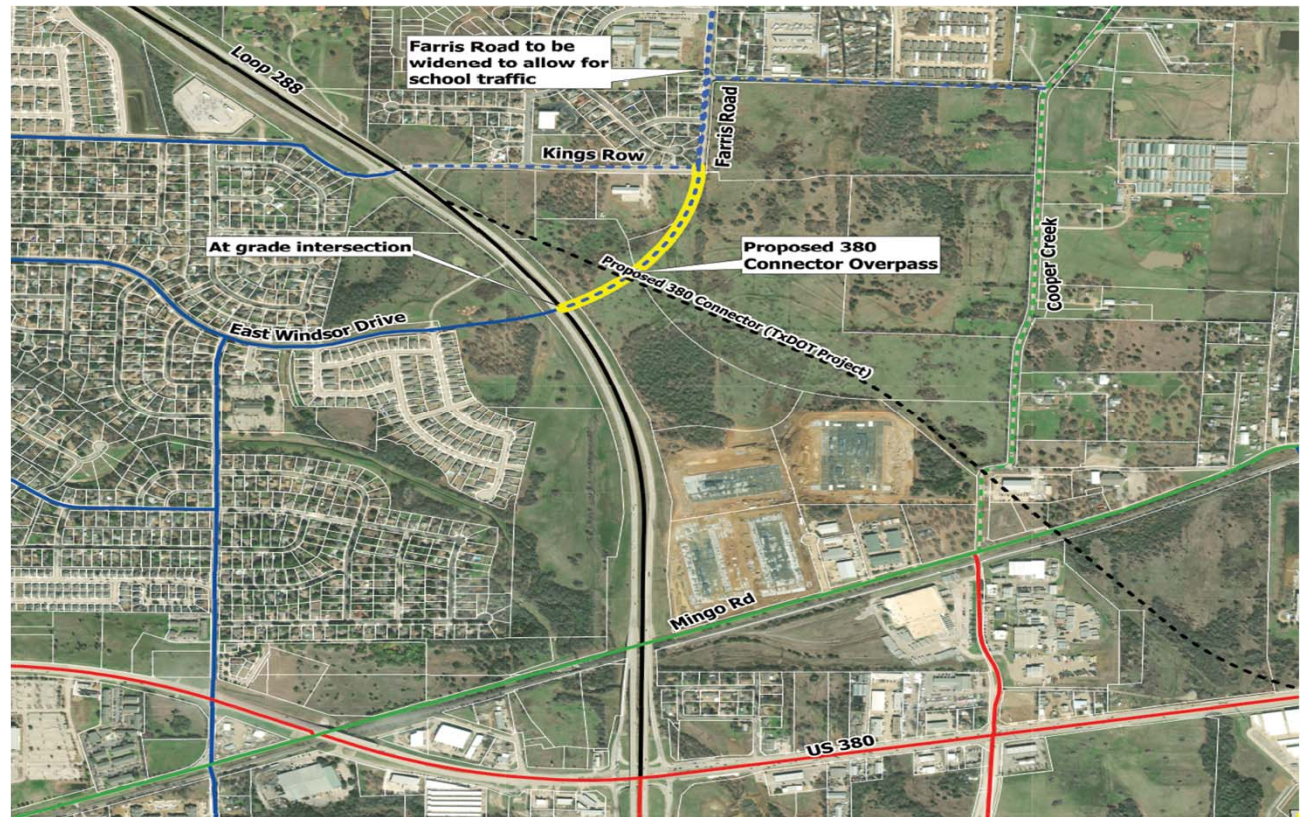 Farris Road to be
widened to allow for
school traffic
Loop 288
Farris Road
Kings Row
At grade intersection
Proposed 380
Connector Overpass
Proposed 380 Connector (TxDOT Project)
Cooper Creek
East Windsor Drive
Mingo Rd
US 380